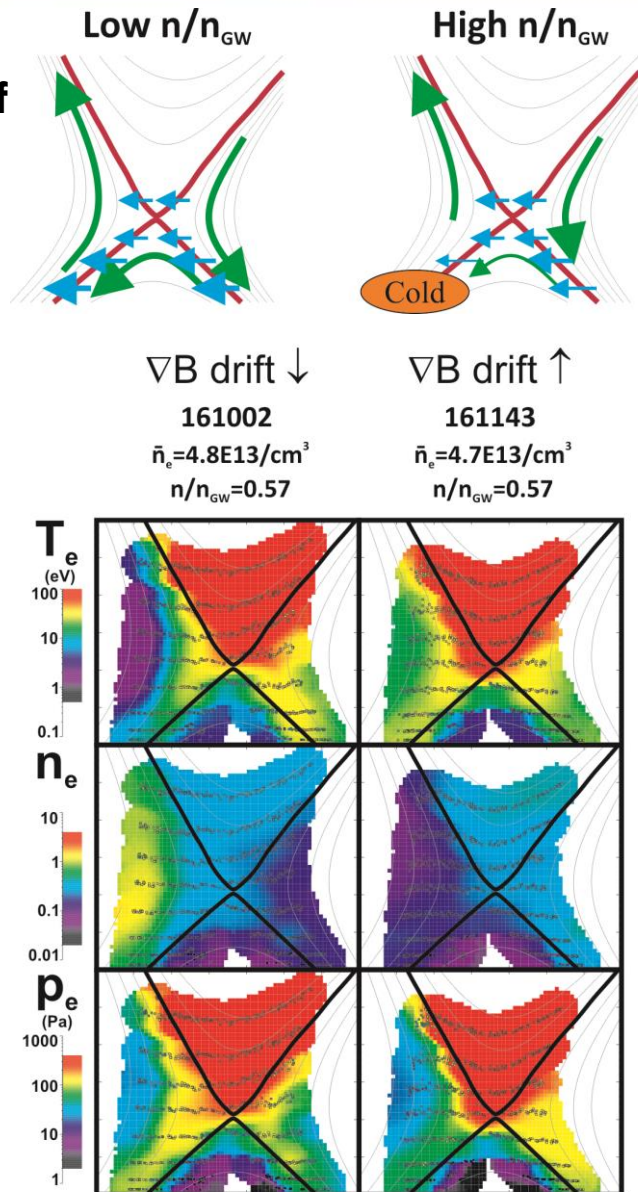 Low n/nGW High n/nGW
f
Cold
∇B drift ↓ ∇B drift ↑
161002 161143
n̄e=4.8E13/cm³ n̄e=4.7E13/cm³
n/nGW=0.57 n/nGW=0.57
Te
(eV)
100
10
1
0.1
ne
10
1
0.1
0.01
pe
(Pa)
1000
100
10
1